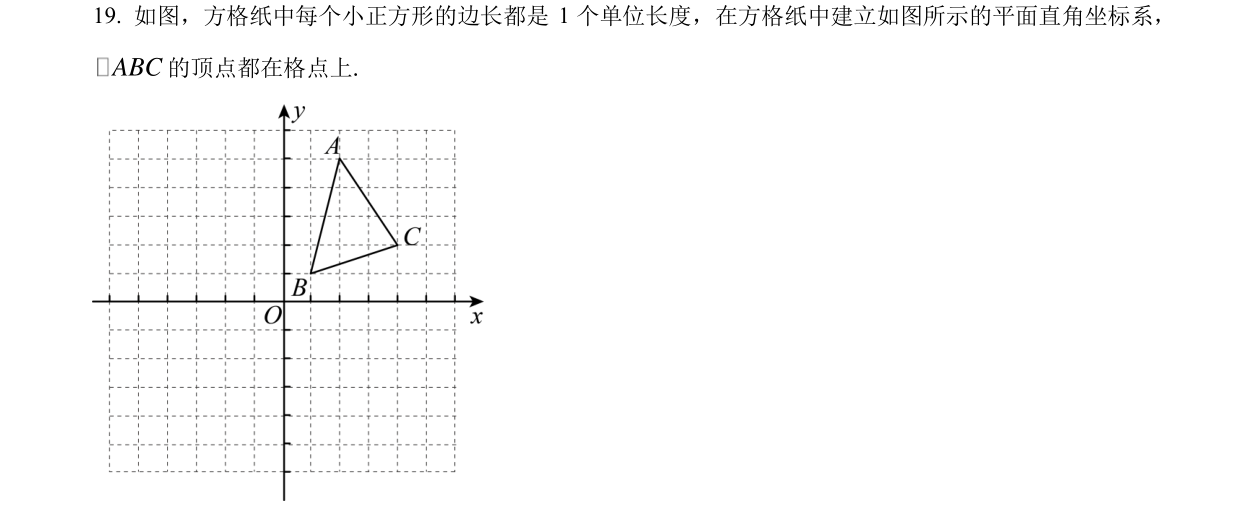 19. 如图，方格纸中每个小正方形的边长都是 1 个单位长度，在方格纸中建立如图所示的平面直角坐标系，
□ABC 的顶点都在格点上.
y
A
C
B
O
x